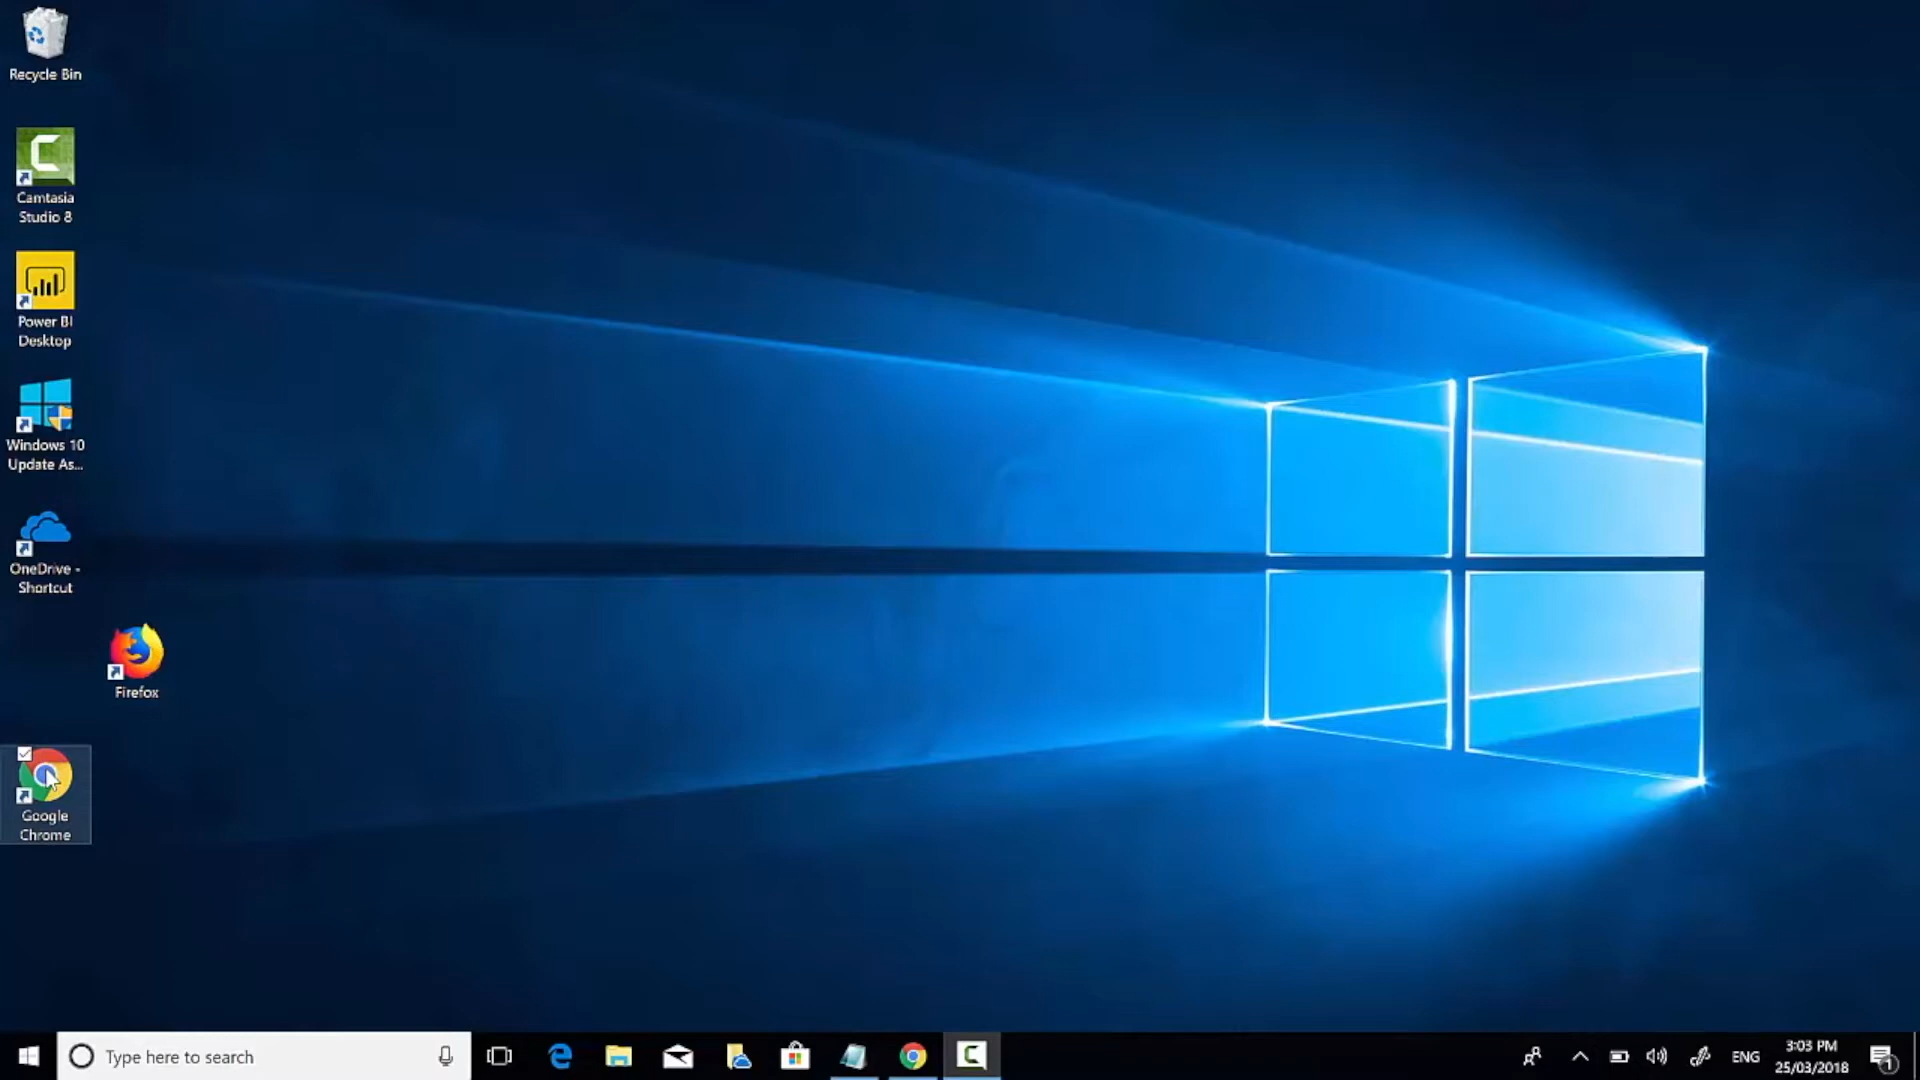 Recycle Bin
Camtasia
Studio 8
Power BI
Desktop
Windows 10
Update As...
OneDrive -
Shortcut
Firefox
Google
Chrome
Type here to search
ENG
3:03 PM
25/03/2018
1